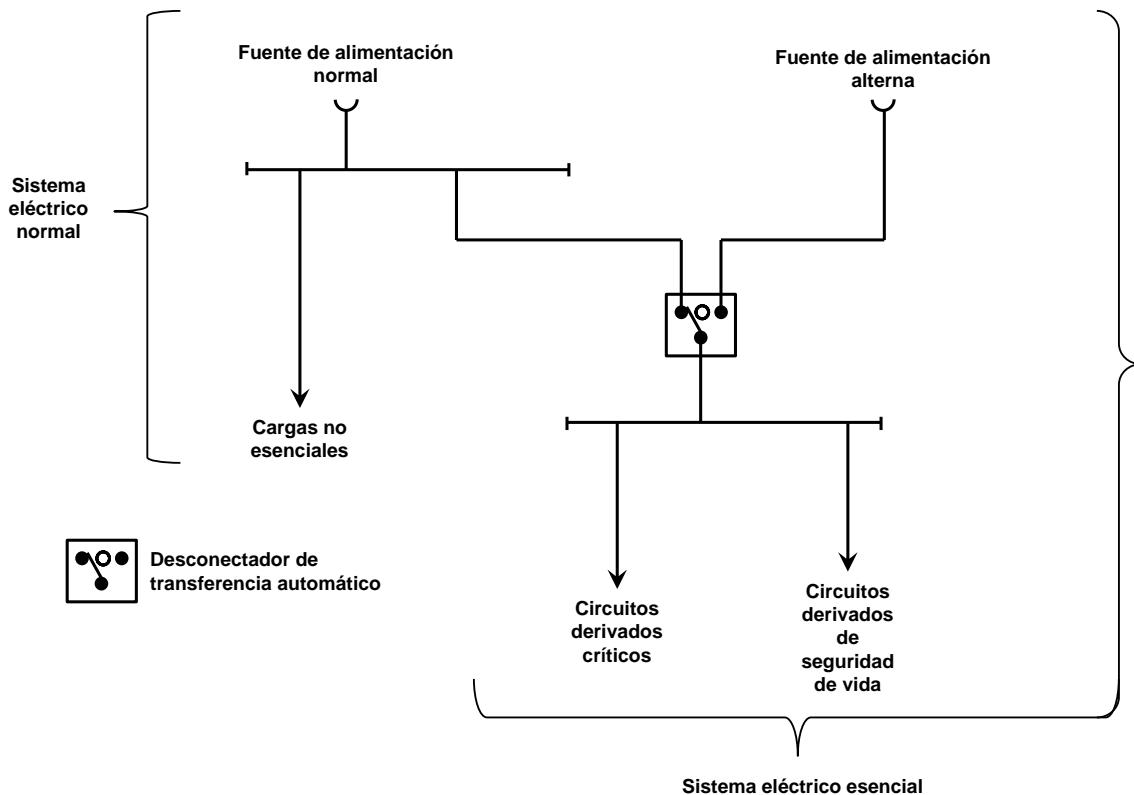 Fuente de alimentación
normal
Fuente de alimentación
alterna
Sistema
eléctrico
normal
Cargas no
esenciales
Desconectador de
transferencia automático
Circuitos
derivados
críticos
Circuitos
derivados
de
seguridad
de vida
Sistema eléctrico esencial